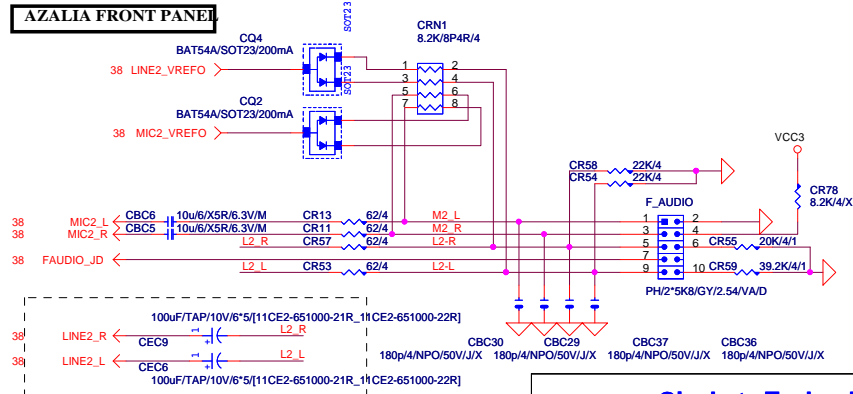 AZALIA FRONT PANEL
SOT23
CQ4
BAT54A/SOT23/200mA
CRN1
8.2K/8P4R/4
38 LINE2_VREFO
SOT23
1 2
3 4
5 6
7 8
CQ2
BAT54A/SOT23/200mA
38 MIC2_VREFO
VCC3
CR58 22K/4
CR54 22K/4
CR78
8.2K/4/X
F_AUDIO
38 MIC2_L CBC6 10u/6/X5R/6.3V/M CR13 62/4 M2_L 1 2
38 MIC2_R CBC5 10u/6/X5R/6.3V/M CR11 62/4 M2_R 3 4
L2_R CR57 62/4 L2-R 5 6 CR55 20K/4/1
38 FAUDIO_JD 7
L2_L CR53 62/4 L2-L 9 10 CR59 39.2K/4/1
PH/2*5K8/GY/2.54/VA/D
100uF/TAP/10V/6*5/[11CE2-651000-21R_11CE2-651000-22R]
38 LINE2_R 1 + L2_R
CEC9
38 LINE2_L 1 + L2_L
CEC6
100uF/TAP/10V/6*5/[11CE2-651000-21R_11CE2-651000-22R]
CBC30 CBC29 CBC37 CBC36
180p/4/NPO/50V/J/X 180p/4/NPO/50V/J/X 180p/4/NPO/50V/J/X 180p/4/NPO/50V/J/X